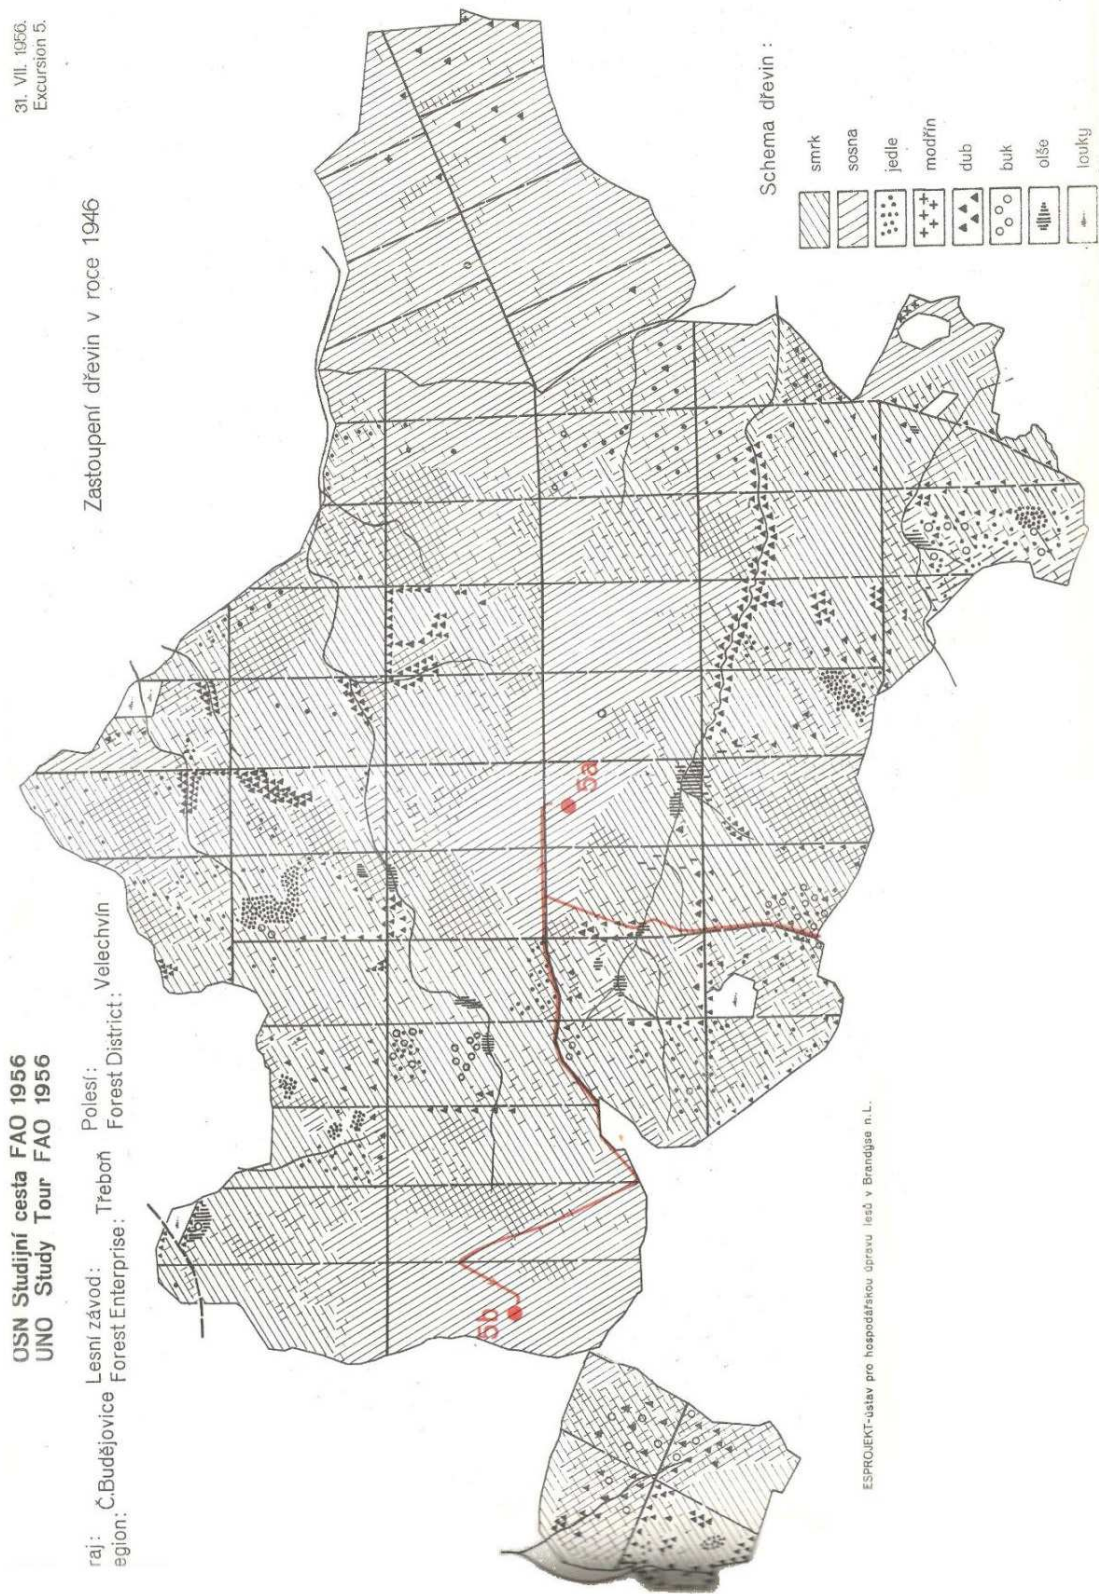 OSN Studijní cesta FAO 1956
UNO Study Tour FAO 1956
31. VII. 1956.
Excursion 5.
raj: Č.Budějovice Lesní závod: Třeboň Polesí: Velechvín
egion: Forest Enterprise: Forest District:
Zastoupení dřevin v roce 1946
5b
5a
Schema dřevin :
smrk
sosna
jedle
modřín
dub
buk
olše
louky
ESPROJEKT-ústav pro hospodářskou úpravu lesů v Brandýse n.L.